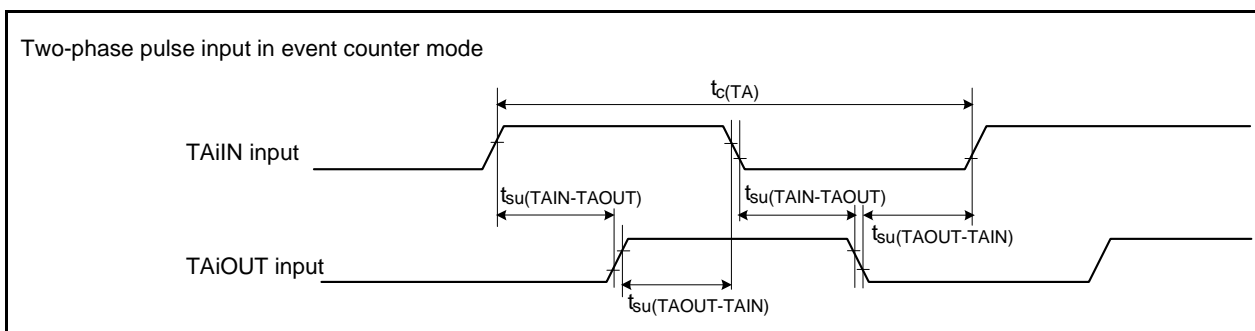 Two-phase pulse input in event counter mode
tc(TA)
TAiIN input
tsu(TAIN-TAOUT)
tsu(TAIN-TAOUT)
tsu(TAOUT-TAIN)
TAiOUT input
tsu(TAOUT-TAIN)